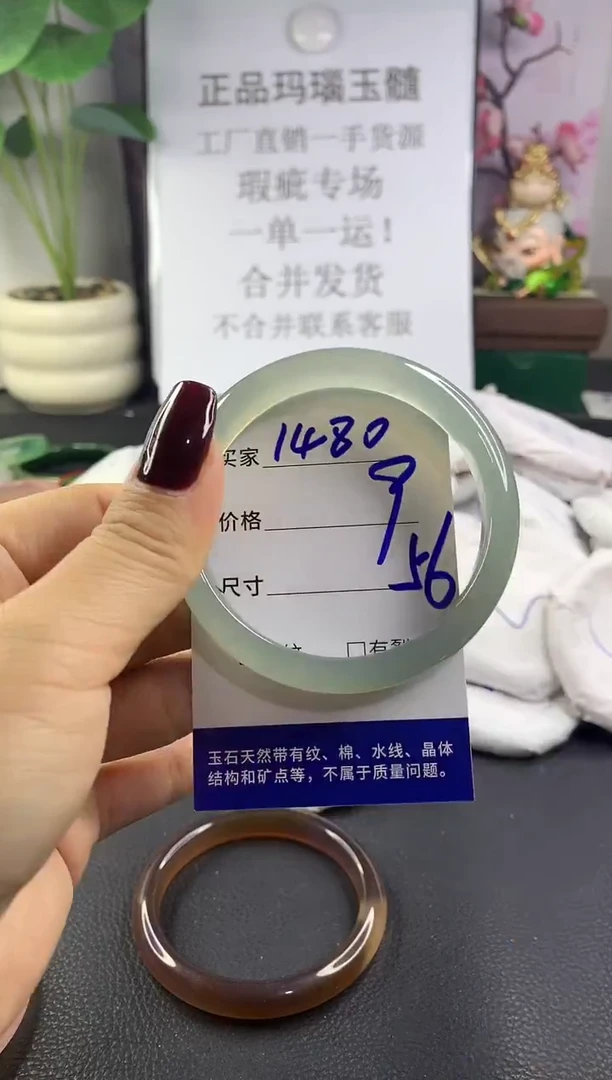 正品玛瑙玉髓
工厂直销一手货源
瑕疵专场
一单一运!
合并发货
不合并联系客服
买家 1480
价格 9
尺寸 56
纹 □有裂
玉石天然带有纹、棉、水线、晶体
结构和矿点等，不属于质量问题。